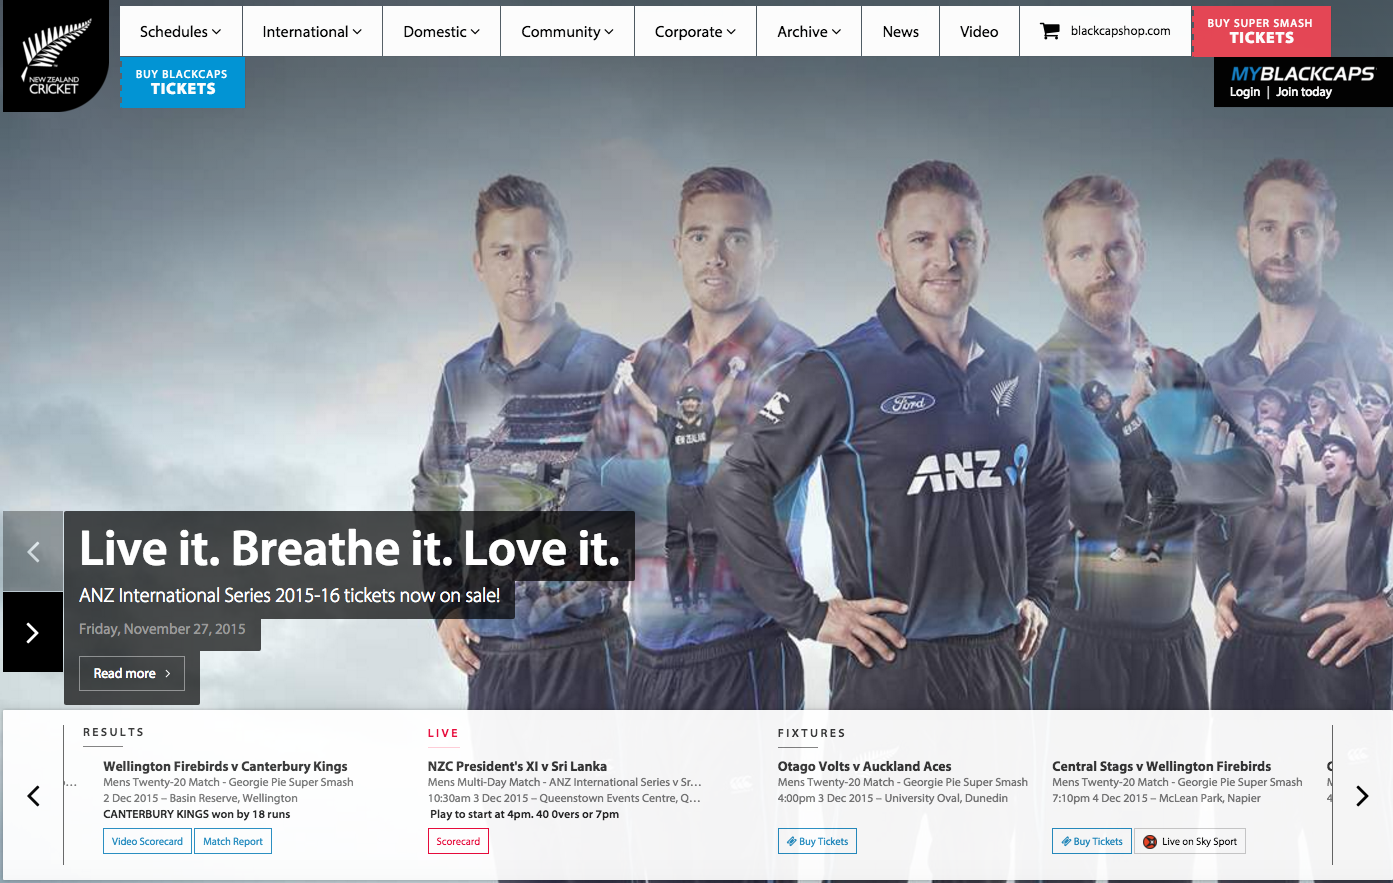 NEW ZEALAND
CRICKET
Schedules
International
Domestic
Community
Corporate
Archive
News
Video
blackcapshop.com
BUY SUPER SMASH
TICKETS
BUY BLACKCAPS
TICKETS
MYBLACKCAPS
Login | Join today
Ford
canterbury
NEW ZEALAND
ANZ
Live it. Breathe it. Love it.
ANZ International Series 2015-16 tickets now on sale!
Friday, November 27, 2015
Read more
RESULTS
Wellington Firebirds v Canterbury Kings
Mens Twenty-20 Match - Georgie Pie Super Smash
2 Dec 2015 – Basin Reserve, Wellington
CANTERBURY KINGS won by 18 runs
Video Scorecard
Match Report
LIVE
NZC President's XI v Sri Lanka
Mens Multi-Day Match - ANZ International Series v Sr...
10:30am 3 Dec 2015 – Queenstown Events Centre, Q...
Play to start at 4pm. 40 0vers or 7pm
Scorecard
FIXTURES
Otago Volts v Auckland Aces
Mens Twenty-20 Match - Georgie Pie Super Smash
4:00pm 3 Dec 2015 – University Oval, Dunedin
Buy Tickets
Central Stags v Wellington Firebirds
Mens Twenty-20 Match - Georgie Pie Super Smash
7:10pm 4 Dec 2015 – McLean Park, Napier
Buy Tickets
Live on Sky Sport